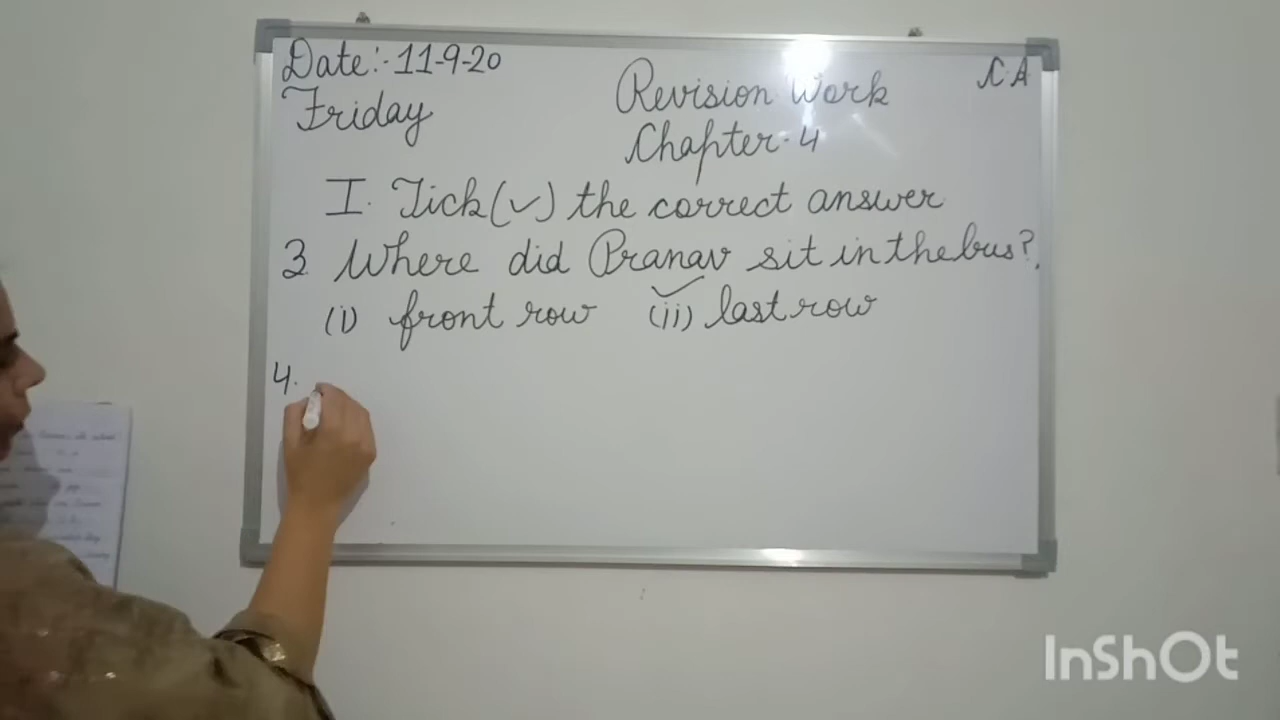 Date:-11-9-20
Friday
Revision Work
C.A
Chapter-4
I. Tick(✓) the correct answer
3 Where did Pranav sit in the bus?
(i) front row (ii) last row
4.
InShOt